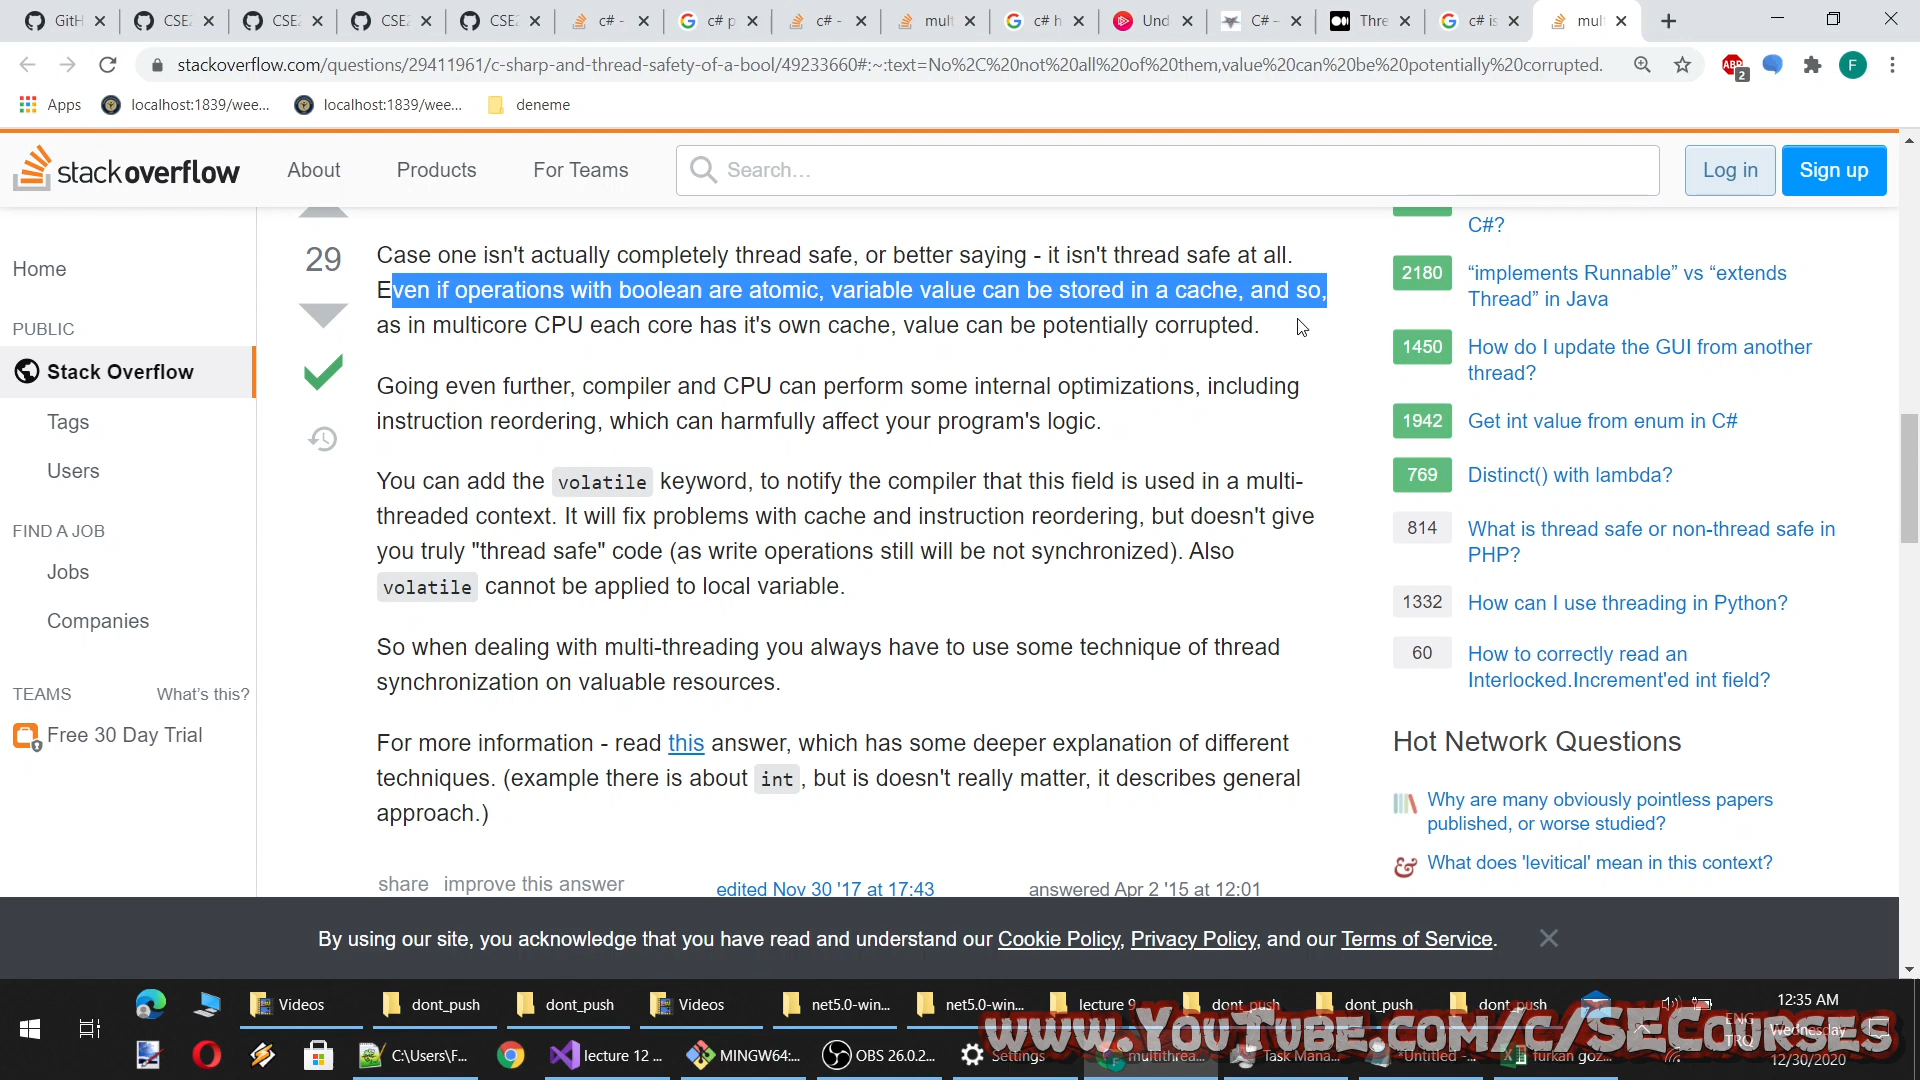 GitH
CSE2
CSE2
CSE2
CSE2
c# -
c# p
c# -
mult
c# h
Und
C# –
Thre
c# is
mult
stackoverflow.com/questions/29411961/c-sharp-and-thread-safety-of-a-bool/49233660#:~:text=No%2C%20not%20all%20of%20them,value%20can%20be%20potentially%20corrupted.
ABP
2
F
Apps
localhost:1839/wee...
localhost:1839/wee...
deneme
stackoverflow
About
Products
For Teams
Search...
Log in
Sign up
Home
PUBLIC
Stack Overflow
Tags
Users
FIND A JOB
Jobs
Companies
TEAMS
What's this?
Free 30 Day Trial
29
Case one isn't actually completely thread safe, or better saying - it isn't thread safe at all.
Even if operations with boolean are atomic, variable value can be stored in a cache, and so,
as in multicore CPU each core has it's own cache, value can be potentially corrupted.
Going even further, compiler and CPU can perform some internal optimizations, including
instruction reordering, which can harmfully affect your program's logic.
You can add the volatile keyword, to notify the compiler that this field is used in a multi-
threaded context. It will fix problems with cache and instruction reordering, but doesn't give
you truly "thread safe" code (as write operations still will be not synchronized). Also
volatile cannot be applied to local variable.
So when dealing with multi-threading you always have to use some technique of thread
synchronization on valuable resources.
For more information - read this answer, which has some deeper explanation of different
techniques. (example there is about int, but is doesn't really matter, it describes general
approach.)
share
improve this answer
edited Nov 30 '17 at 17:43
answered Apr 2 '15 at 12:01
C#?
2180
“implements Runnable” vs “extends
Thread” in Java
1450
How do I update the GUI from another
thread?
1942
Get int value from enum in C#
769
Distinct() with lambda?
814
What is thread safe or non-thread safe in
PHP?
1332
How can I use threading in Python?
60
How to correctly read an
Interlocked.Increment'ed int field?
Hot Network Questions
Why are many obviously pointless papers
published, or worse studied?
What does 'levitical' mean in this context?
By using our site, you acknowledge that you have read and understand our Cookie Policy, Privacy Policy, and our Terms of Service.
Videos
dont_push
dont_push
Videos
net5.0-win...
net5.0-win...
lecture 9
dont_push
dont_push
dont_push
12:35 AM
C:\Users\F...
lecture 12 ...
MINGW64:...
OBS 26.0.2...
Settings
multithrea...
Task Mana...
*Untitled -...
furkan goz...
ENG
TRQ
Wednesday
12/30/2020
www.YouTube.com/c/SECourses